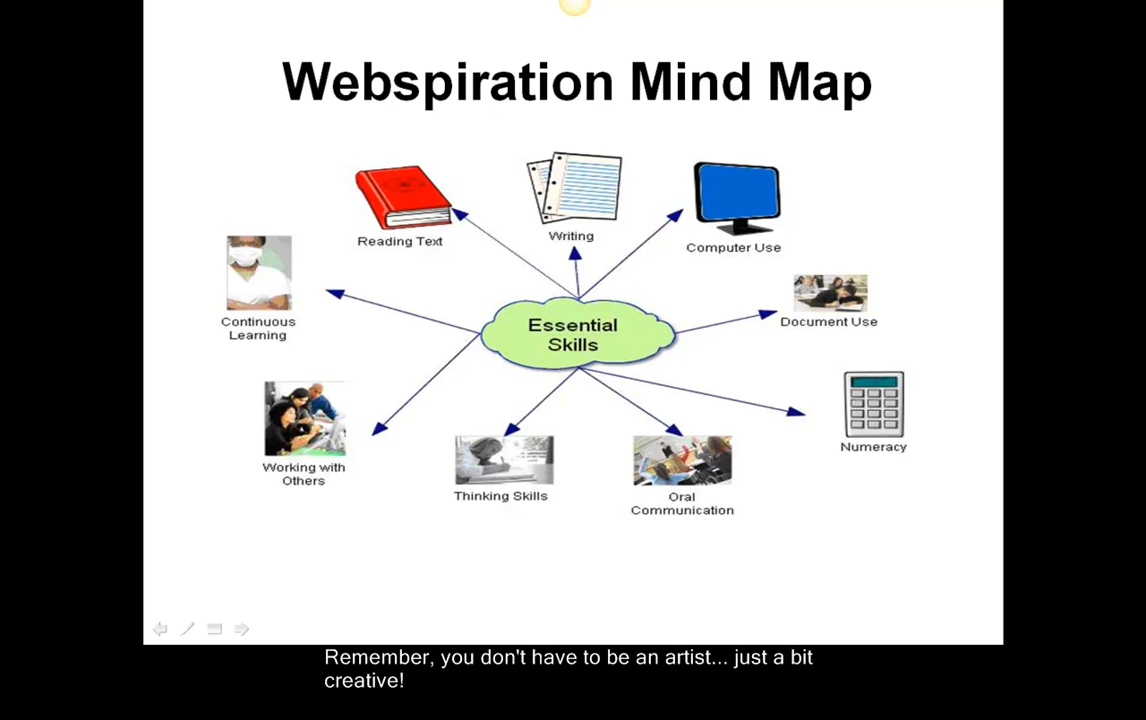 Webspiration Mind Map
Reading Text
Writing
Computer Use
Continuous
Learning
Essential
Skills
Document Use
Working with
Others
Thinking Skills
Oral
Communication
Numeracy
Remember, you don't have to be an artist... just a bit
creative!